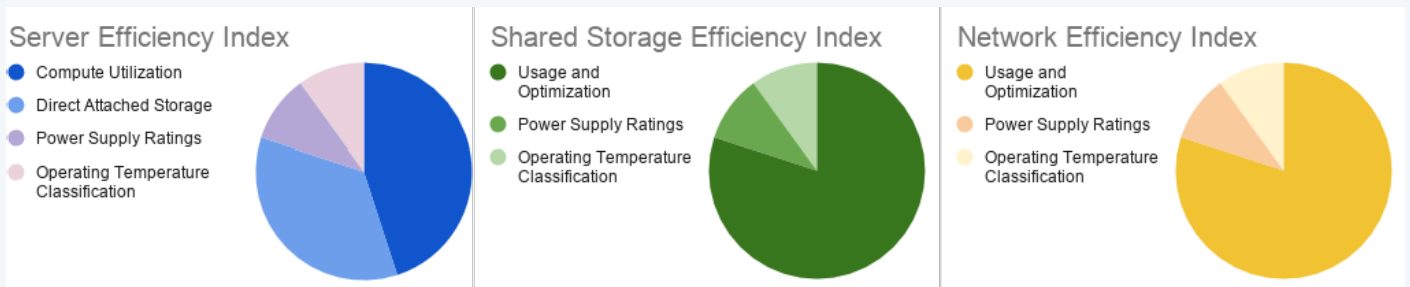 Server Efficiency Index
Compute Utilization
Direct Attached Storage
Power Supply Ratings
Operating Temperature
Classification
Shared Storage Efficiency Index
Usage and
Optimization
Power Supply Ratings
Operating Temperature
Classification
Network Efficiency Index
Usage and
Optimization
Power Supply Ratings
Operating Temperature
Classification